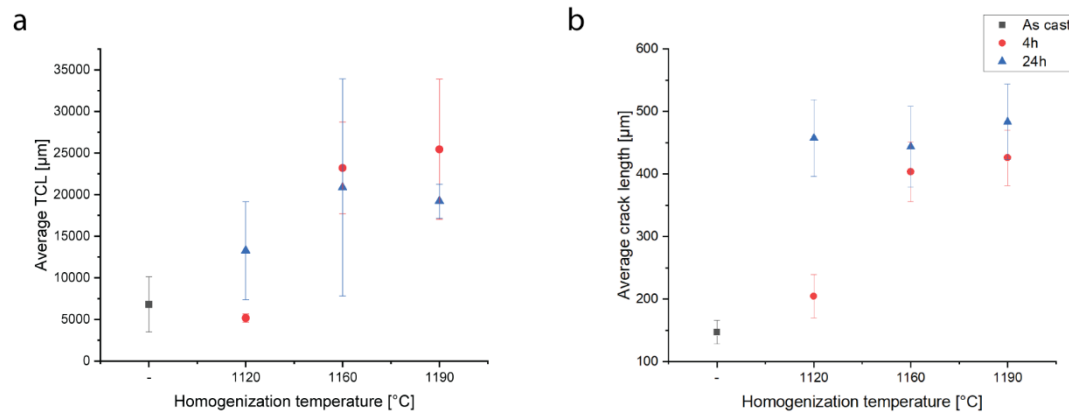 a
Average TCL [µm]
35000
30000
25000
20000
15000
10000
5000
0
-
1120
1160
1190
Homogenization temperature [°C]
b
As cast
4h
24h
Average crack length [µm]
600
500
400
300
200
100
-
1120
1160
1190
Homogenization temperature [°C]